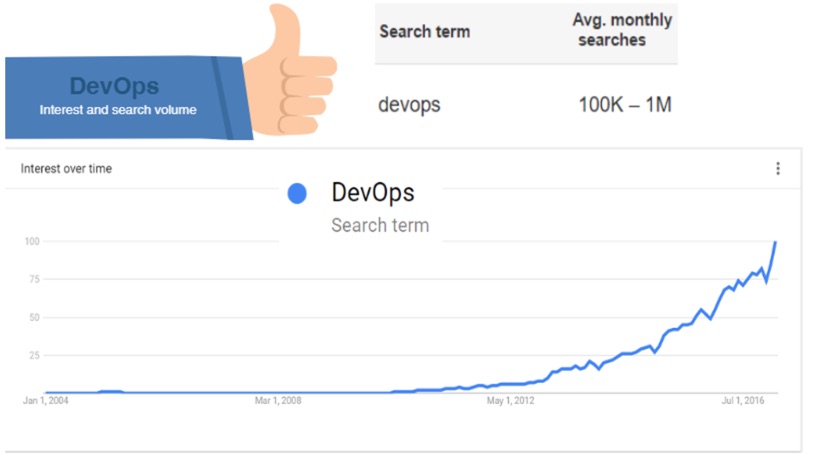 DevOps
Interest and search volume
Search term
Avg. monthly
searches
devops
100K – 1M
Interest over time
DevOps
Search term
100
75
50
25
Jan 1, 2004
Mar 1, 2008
May 1, 2012
Jul 1, 2016